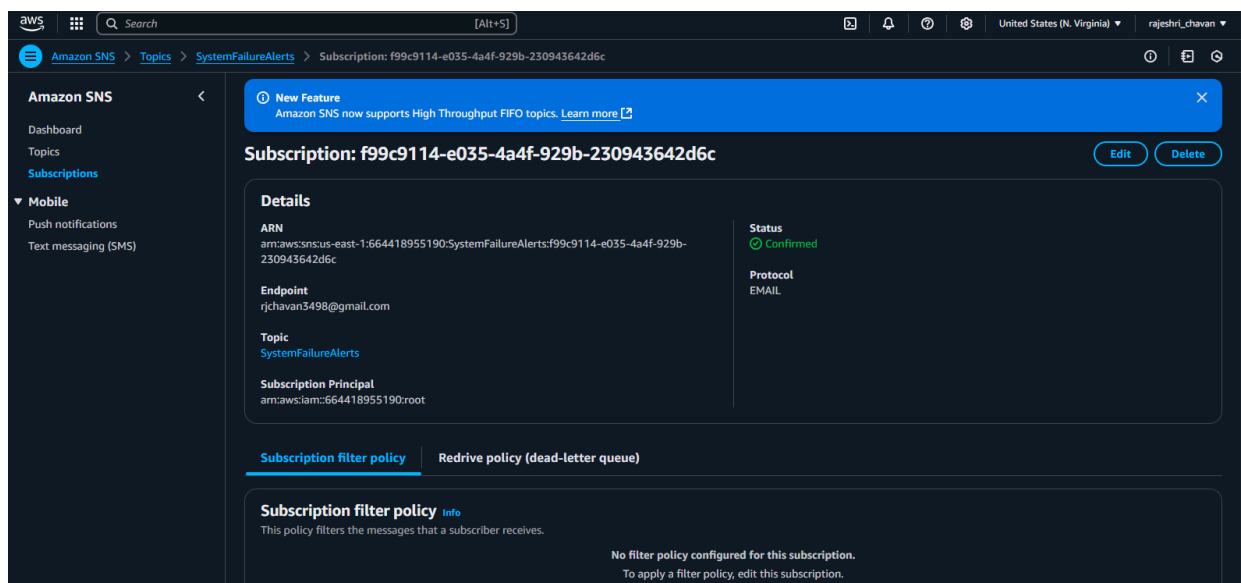 aws
Search [Alt+S]
United States (N. Virginia) ▼ rajeshri_chavan ▼
Amazon SNS > Topics > SystemFailureAlerts > Subscription: f99c9114-e035-4a4f-929b-230943642d6c
Amazon SNS
Dashboard
Topics
Subscriptions
▼ Mobile
Push notifications
Text messaging (SMS)
New Feature
Amazon SNS now supports High Throughput FIFO topics. Learn more
Subscription: f99c9114-e035-4a4f-929b-230943642d6c
Edit
Delete
Details
ARN
arn:aws:sns:us-east-1:664418955190:SystemFailureAlerts:f99c9114-e035-4a4f-929b-
230943642d6c
Endpoint
rjchavan3498@gmail.com
Topic
SystemFailureAlerts
Subscription Principal
arn:aws:iam::664418955190:root
Status
Confirmed
Protocol
EMAIL
Subscription filter policy
Redrive policy (dead-letter queue)
Subscription filter policy Info
This policy filters the messages that a subscriber receives.
No filter policy configured for this subscription.
To apply a filter policy, edit this subscription.